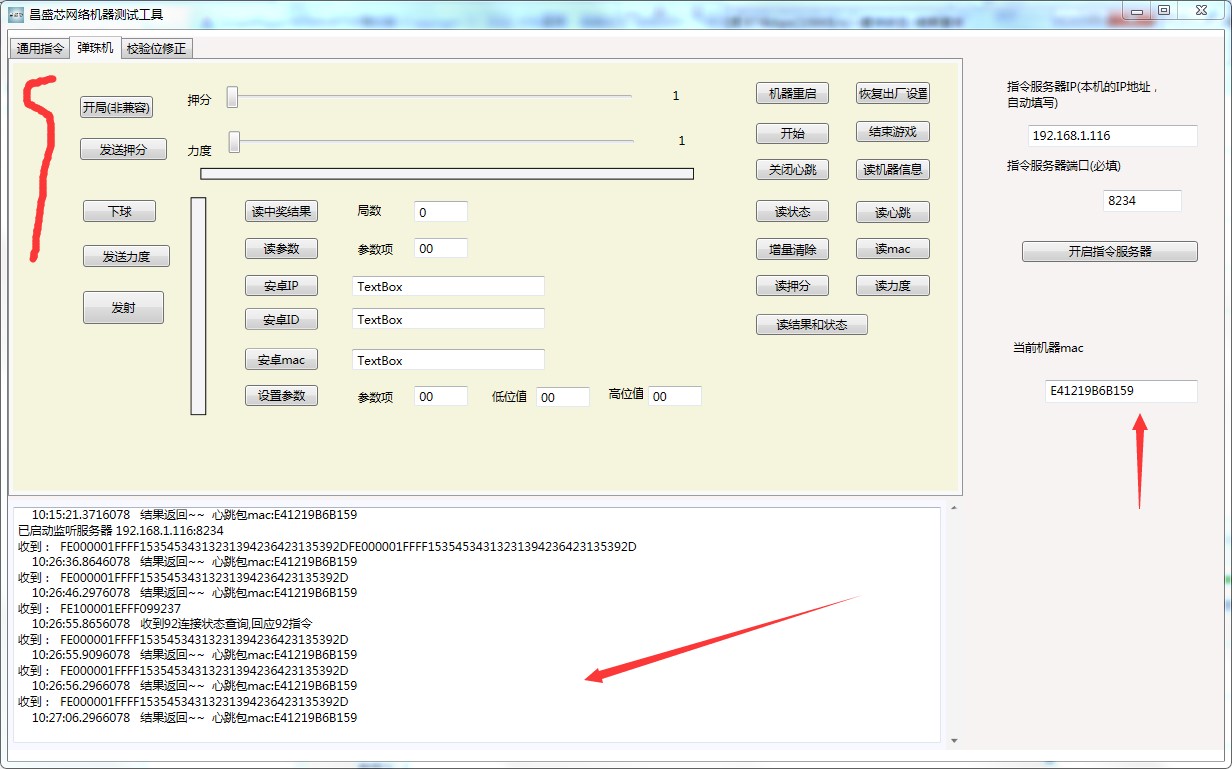 昌盛芯网络机器测试工具
通用指令 弹珠机 校验位修正
开局(非兼容) 押分 1
发送押分 力度 1
下球
发送力度
发射
读中奖结果 局数 0
读参数 参数项 00
安卓IP TextBox
安卓ID TextBox
安卓mac TextBox
设置参数 参数项 00 低位值 00 高位值 00
机器重启 恢复出厂设置
开始 结束游戏
关闭心跳 读机器信息
读状态 读心跳
增量清除 读mac
读押分 读力度
读结果和状态
指令服务器IP(本机的IP地址，
自动填写)
192.168.1.116
指令服务器端口(必填)
8234
开启指令服务器
当前机器mac
E41219B6B159
10:15:21.3716078 结果返回~~ 心跳包mac:E41219B6B159
已启动监听服务器 192.168.1.116:8234
收到： FE000001FFFF15354534313231394236423135392DFE000001FFFF15354534313231394236423135392D
10:26:36.8646078 结果返回~~ 心跳包mac:E41219B6B159
收到： FE000001FFFF15354534313231394236423135392D
10:26:46.2976078 结果返回~~ 心跳包mac:E41219B6B159
收到： FE100001EFFF099237
10:26:55.8656078 收到92连接状态查询,回应92指令
收到： FE000001FFFF15354534313231394236423135392D
10:26:55.9096078 结果返回~~ 心跳包mac:E41219B6B159
收到： FE000001FFFF15354534313231394236423135392D
10:26:56.2966078 结果返回~~ 心跳包mac:E41219B6B159
收到： FE000001FFFF15354534313231394236423135392D
10:27:06.2966078 结果返回~~ 心跳包mac:E41219B6B159